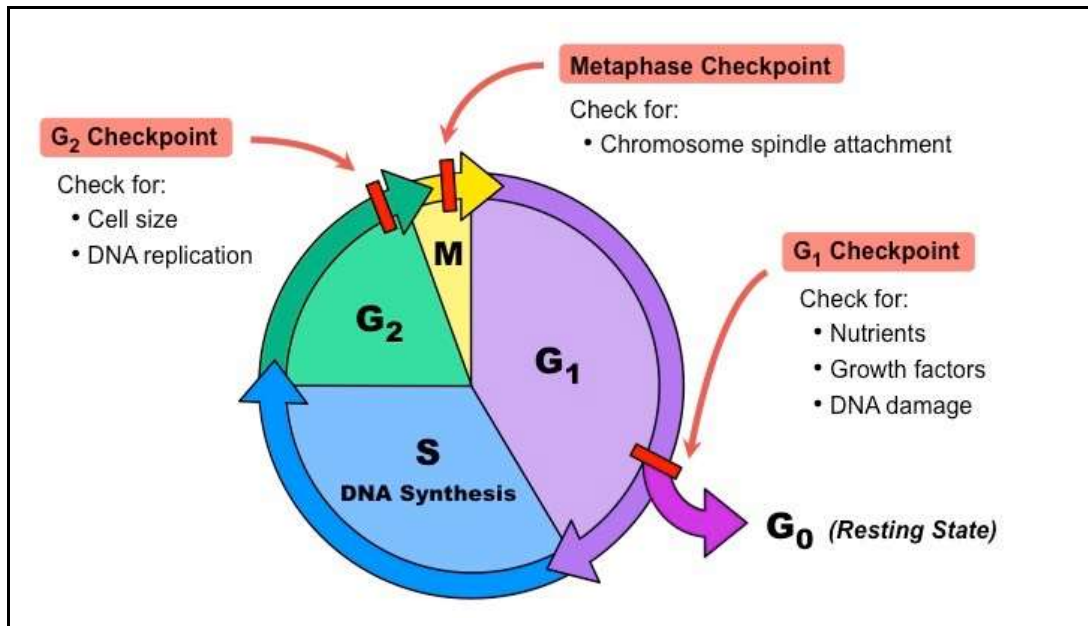 Metaphase Checkpoint
Check for:
• Chromosome spindle attachment
G₂ Checkpoint
Check for:
• Cell size
• DNA replication
G₁ Checkpoint
Check for:
• Nutrients
• Growth factors
• DNA damage
M
G₂
G₁
S
DNA Synthesis
G₀ (Resting State)